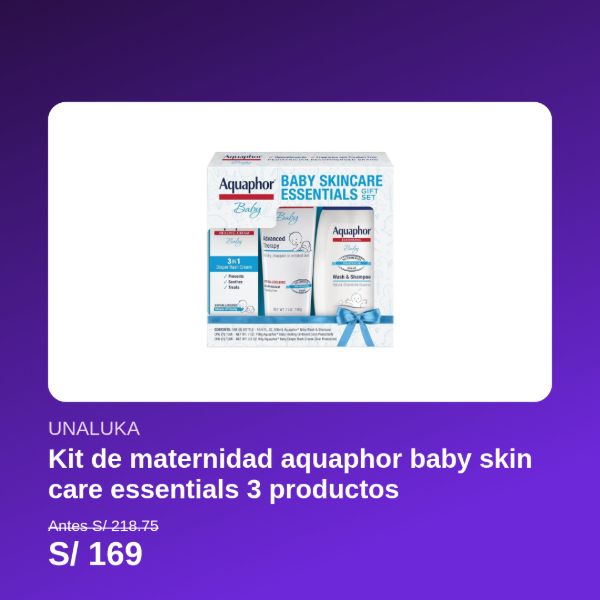 Aquaphor
Baby
Aquaphor
Baby
BABY SKINCARE
ESSENTIALS GIFT
SET
Baby
Baby
3 IN 1
Diaper Rash Cream
✓ Prevents
✓ Soothes
✓ Treats
Advanced
Therapy
Aquaphor
Baby
Wash & Shampoo
UNALUKA
Kit de maternidad aquaphor baby skin
care essentials 3 productos
Antes S/ 218.75
S/ 169